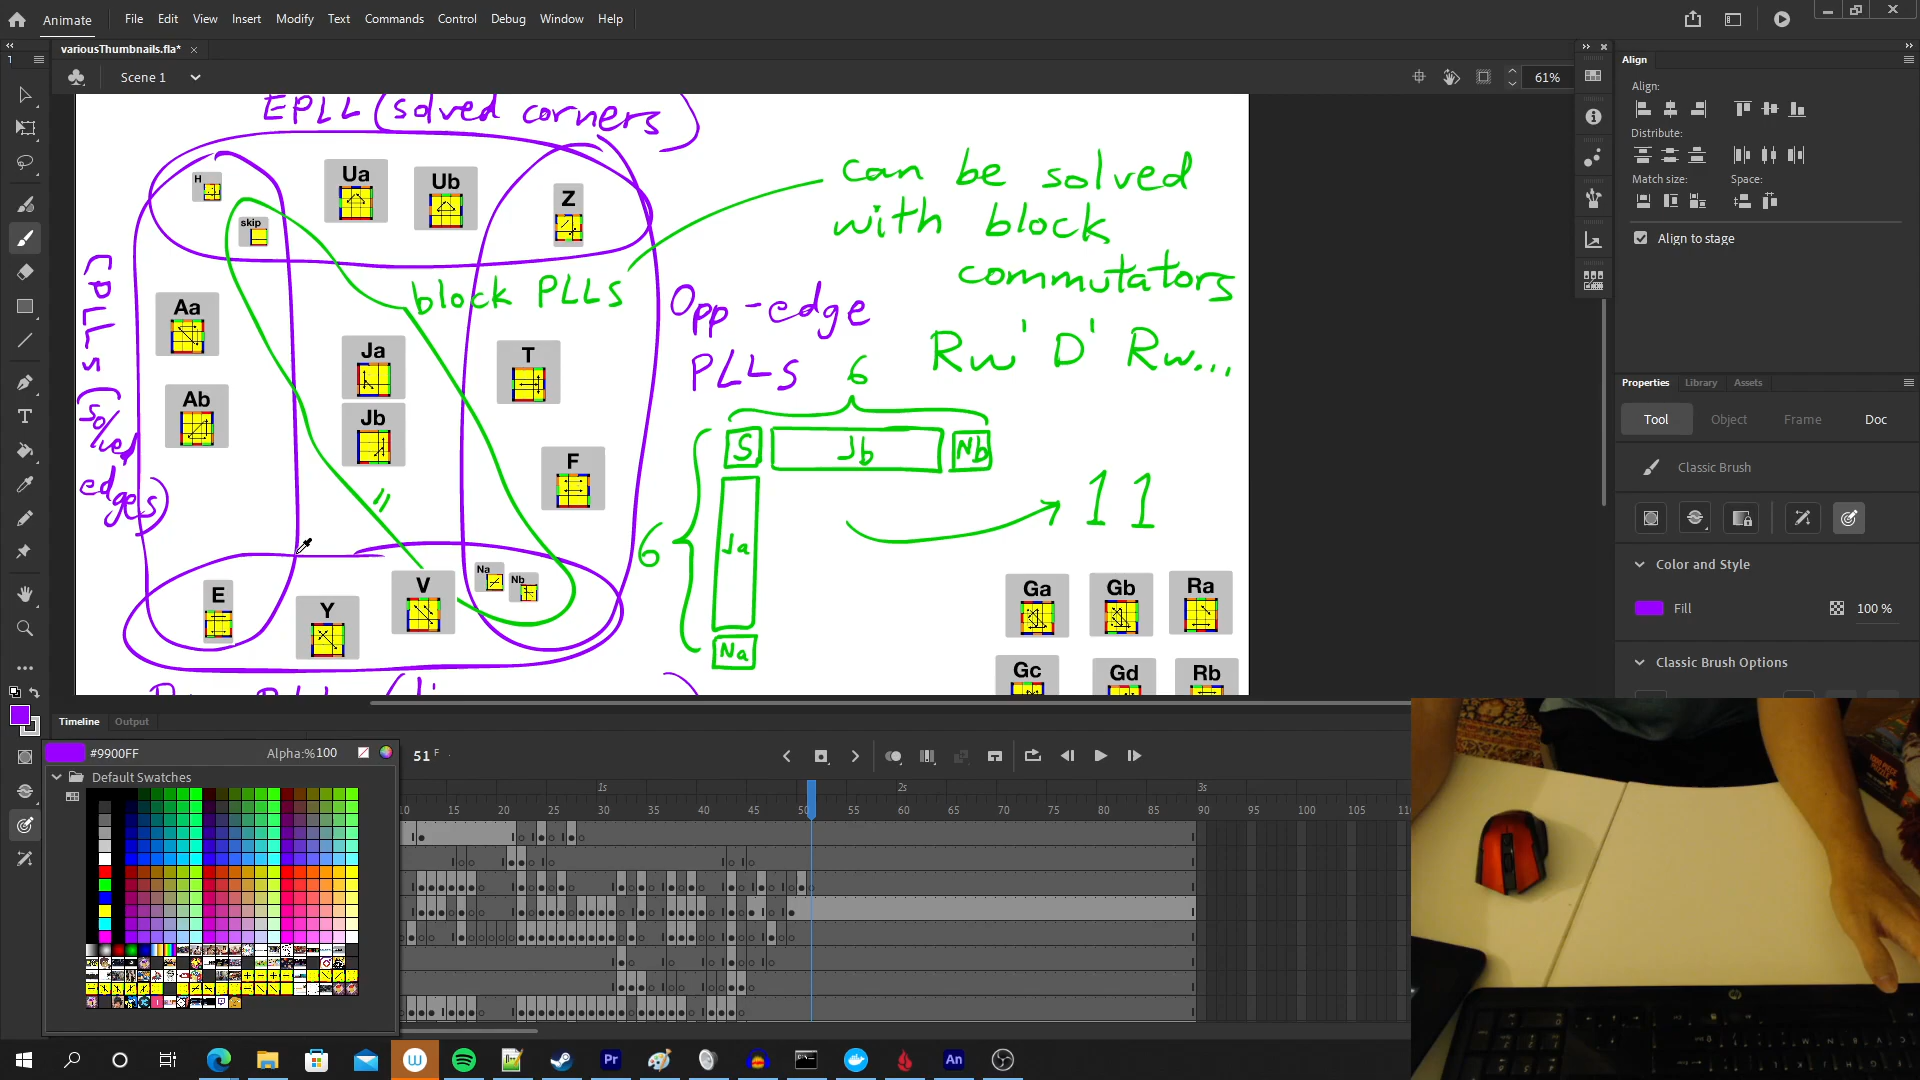 Animate
File Edit View Insert Modify Text Commands Control Debug Window Help
variousThumbnails.fla*
1
Scene 1
61%
EPLL (solved corners)
H
skip
Ua
Ub
Z
can be solved
with block
commutators
Rw' D' Rw...
block PLLS
Opp-edge
PLLS
CPLLS (solved
edges)
Aa
Ab
Ja
Jb
T
F
6
S
Jb
Nb
6
Ja
Na
11
E
Y
V
Na
Nb
Ga
Gb
Ra
Gc
Gd
Rb
Align
Align:
Distribute:
Match size:
Space:
Align to stage
Properties
Library
Assets
Tool
Object
Frame
Doc
Classic Brush
Color and Style
Fill
100 %
Classic Brush Options
Timeline
Output
#9900FF
Alpha:%100
Default Swatches
51 F
1s
2s
3s
10 15 20 25 30 35 40 45 50 55 60 65 70 75 80 85 90 95 100 105
W
Pr
An
hp